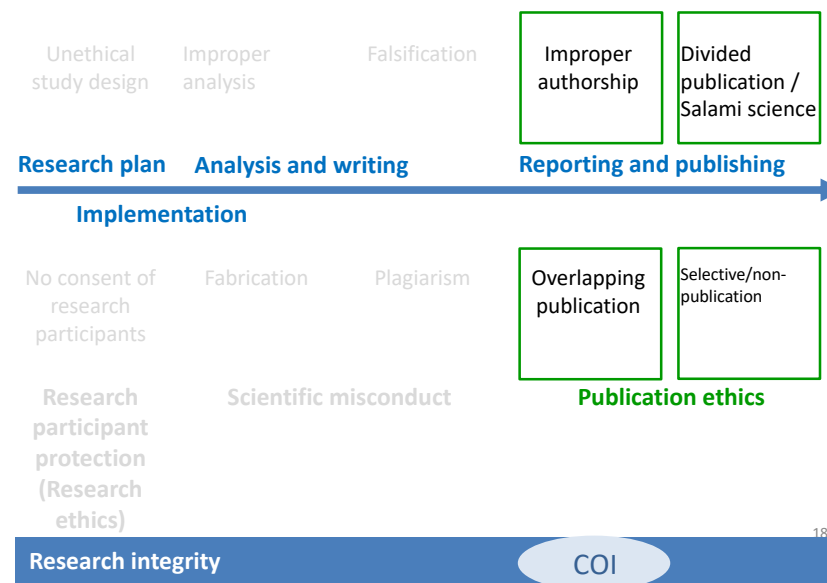 Unethical
study design
Improper
analysis
Falsification
Improper
authorship
Divided
publication /
Salami science
Research plan
Analysis and writing
Reporting and publishing
Implementation
No consent of
research
participants
Fabrication
Plagiarism
Overlapping
publication
Selective/non-
publication
Research
participant
protection
(Research
ethics)
Scientific misconduct
Publication ethics
18
Research integrity
COI